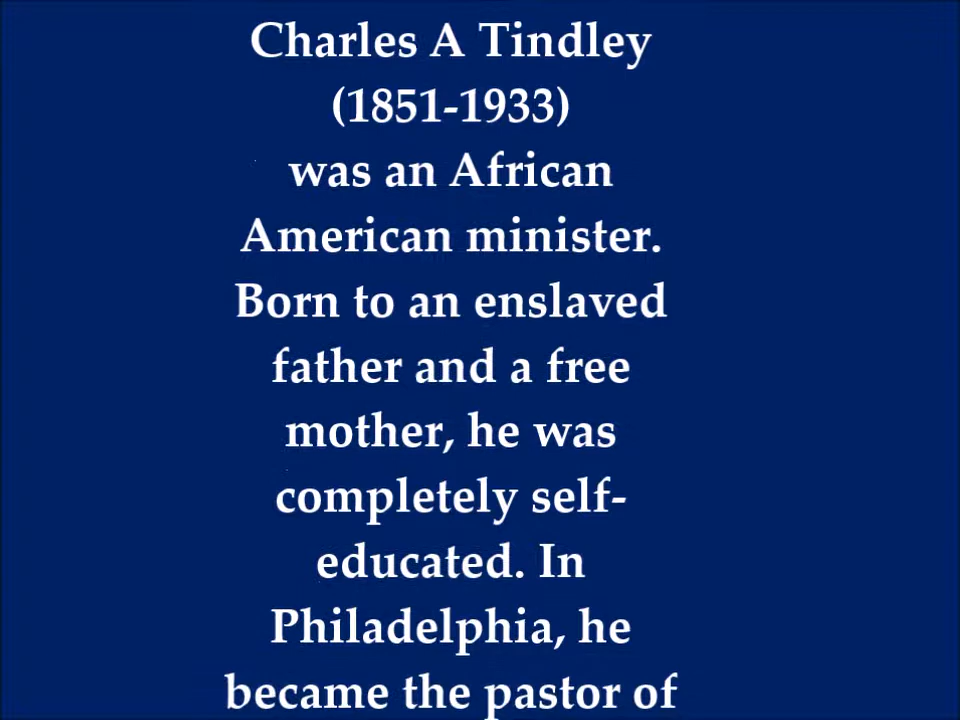 Charles A Tindley
(1851-1933)
was an African
American minister.
Born to an enslaved
father and a free
mother, he was
completely self-
educated. In
Philadelphia, he
became the pastor of